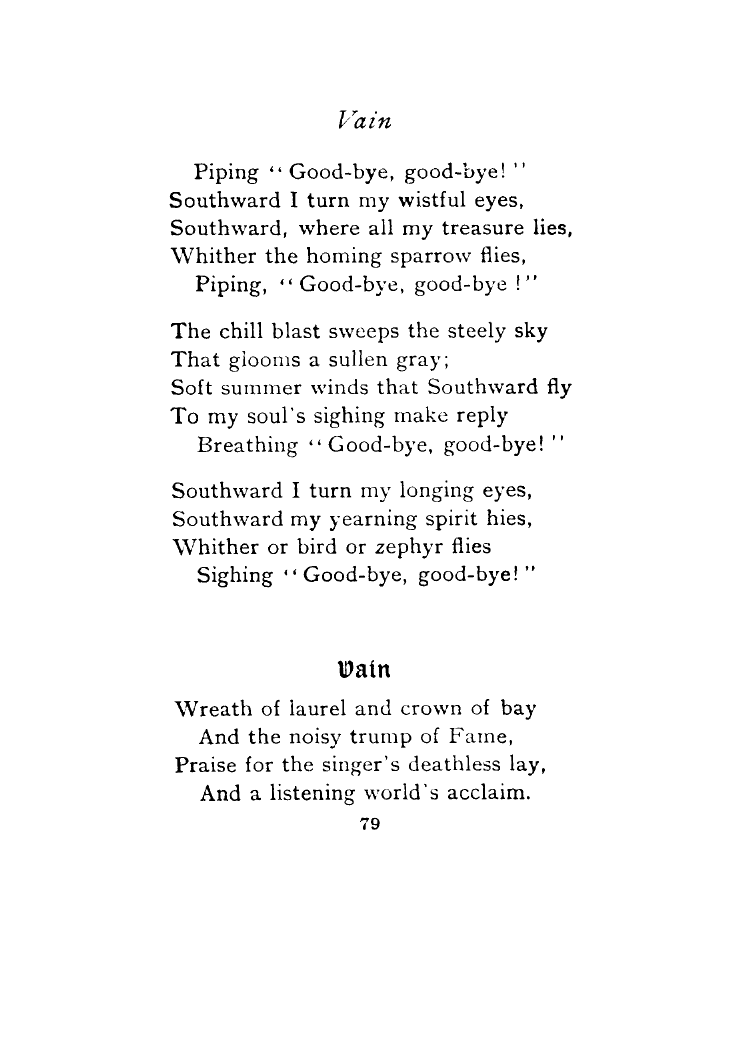 Vain
Piping “Good-bye, good-bye!”
Southward I turn my wistful eyes,
Southward, where all my treasure lies,
Whither the homing sparrow flies,
Piping, “Good-bye, good-bye!”
The chill blast sweeps the steely sky
That glooms a sullen gray;
Soft summer winds that Southward fly
To my soul's sighing make reply
Breathing “Good-bye, good-bye!”
Southward I turn my longing eyes,
Southward my yearning spirit hies,
Whither or bird or zephyr flies
Sighing “Good-bye, good-bye!”
Vain
Wreath of laurel and crown of bay
And the noisy trump of Fame,
Praise for the singer's deathless lay,
And a listening world's acclaim.
79